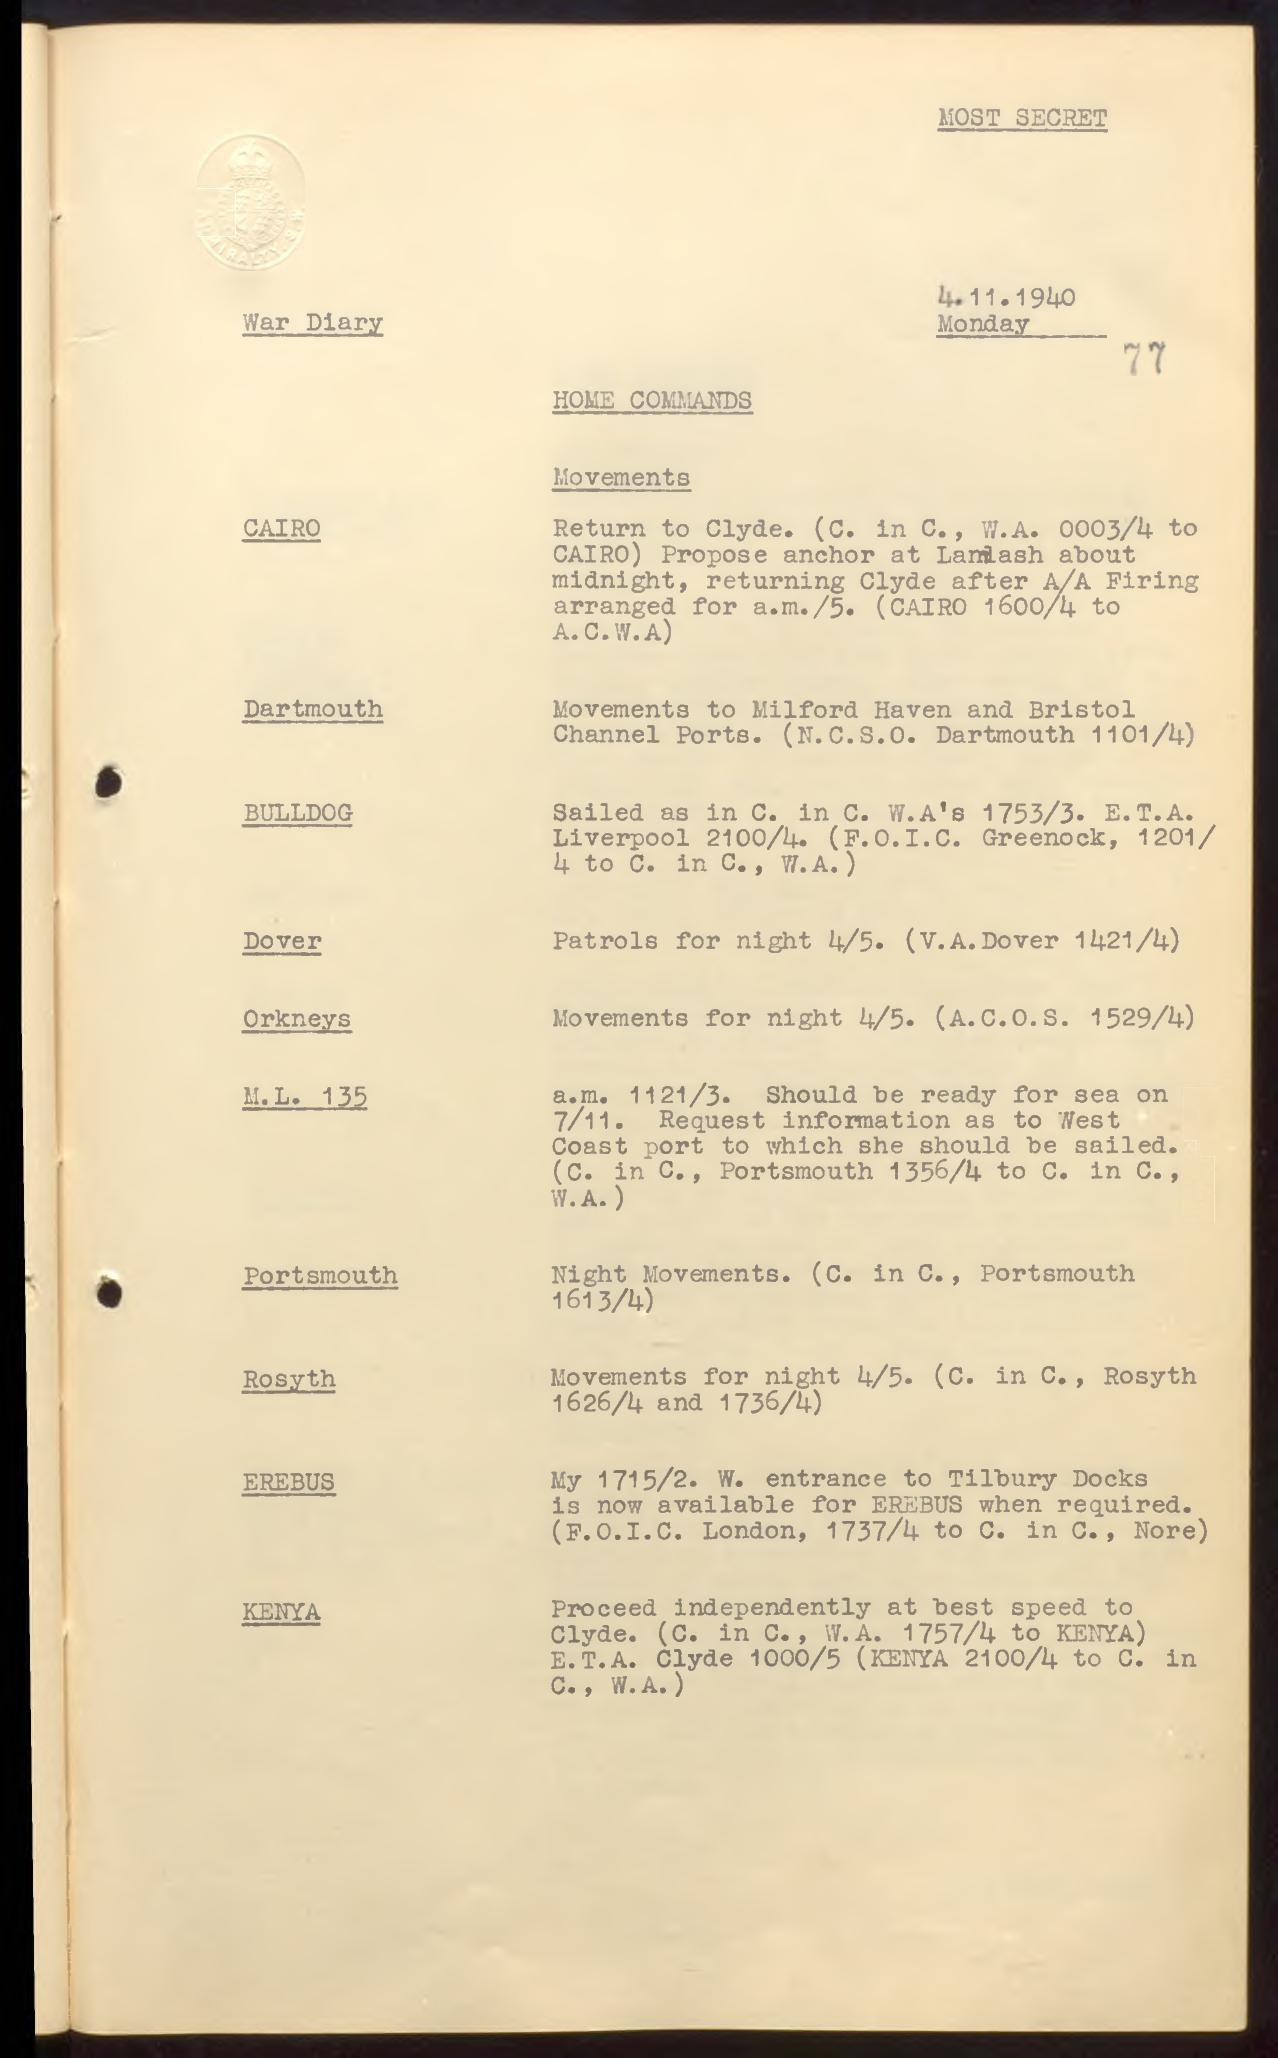 MOST SECRET
ADMIRALTY. S.W
4.11.1940
War Diary
Monday
77
HOME COMMANDS
Movements
CAIRO
Return to Clyde. (C. in C., W.A. 0003/4 to
CAIRO) Propose anchor at Lamlash about
midnight, returning Clyde after A/A Firing
arranged for a.m./5. (CAIRO 1600/4 to
A.C.W.A)
Dartmouth
Movements to Milford Haven and Bristol
Channel Ports. (N.C.S.O. Dartmouth 1101/4)
BULLDOG
Sailed as in C. in C. W.A's 1753/3. E.T.A.
Liverpool 2100/4. (F.O.I.C. Greenock, 1201/
4 to C. in C., W.A.)
Dover
Patrols for night 4/5. (V.A.Dover 1421/4)
Orkneys
Movements for night 4/5. (A.C.O.S. 1529/4)
M.L. 135
a.m. 1121/3. Should be ready for sea on
7/11. Request information as to West
Coast port to which she should be sailed.
(C. in C., Portsmouth 1356/4 to C. in C.,
W.A.)
Portsmouth
Night Movements. (C. in C., Portsmouth
1613/4)
Rosyth
Movements for night 4/5. (C. in C., Rosyth
1626/4 and 1736/4)
EREBUS
My 1715/2. W. entrance to Tilbury Docks
is now available for EREBUS when required.
(F.O.I.C. London, 1737/4 to C. in C., Nore)
KENYA
Proceed independently at best speed to
Clyde. (C. in C., W.A. 1757/4 to KENYA)
E.T.A. Clyde 1000/5 (KENYA 2100/4 to C. in
C., W.A.)